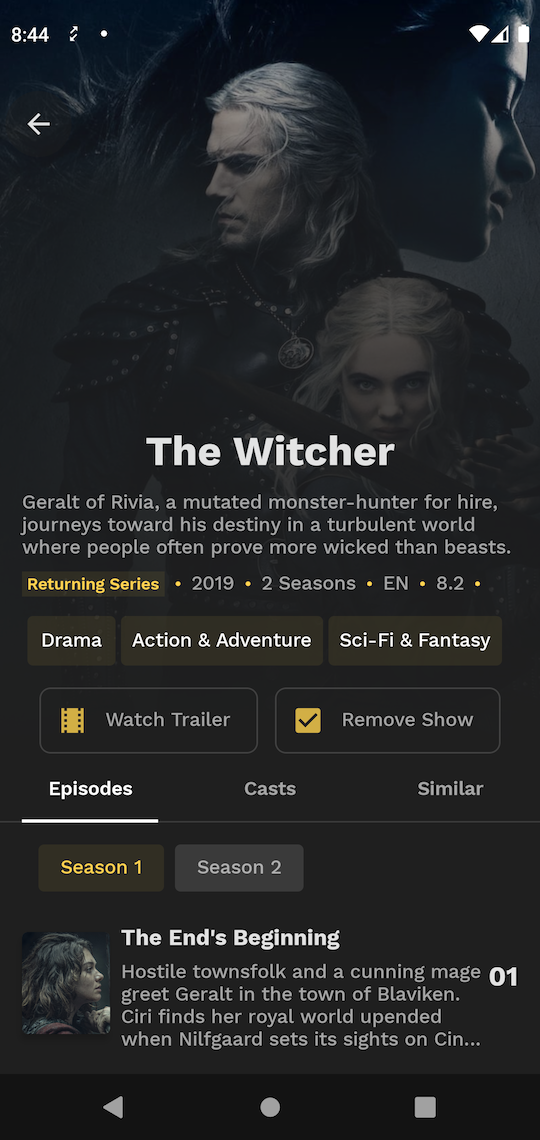 8:44
The Witcher
Geralt of Rivia, a mutated monster-hunter for hire,
journeys toward his destiny in a turbulent world
where people often prove more wicked than beasts.
Returning Series • 2019 • 2 Seasons • EN • 8.2 •
Drama Action & Adventure Sci-Fi & Fantasy
Watch Trailer Remove Show
Episodes Casts Similar
Season 1 Season 2
The End's Beginning
Hostile townsfolk and a cunning mage
01
greet Geralt in the town of Blaviken.
Ciri finds her royal world upended
when Nilfgaard sets its sights on Cin...